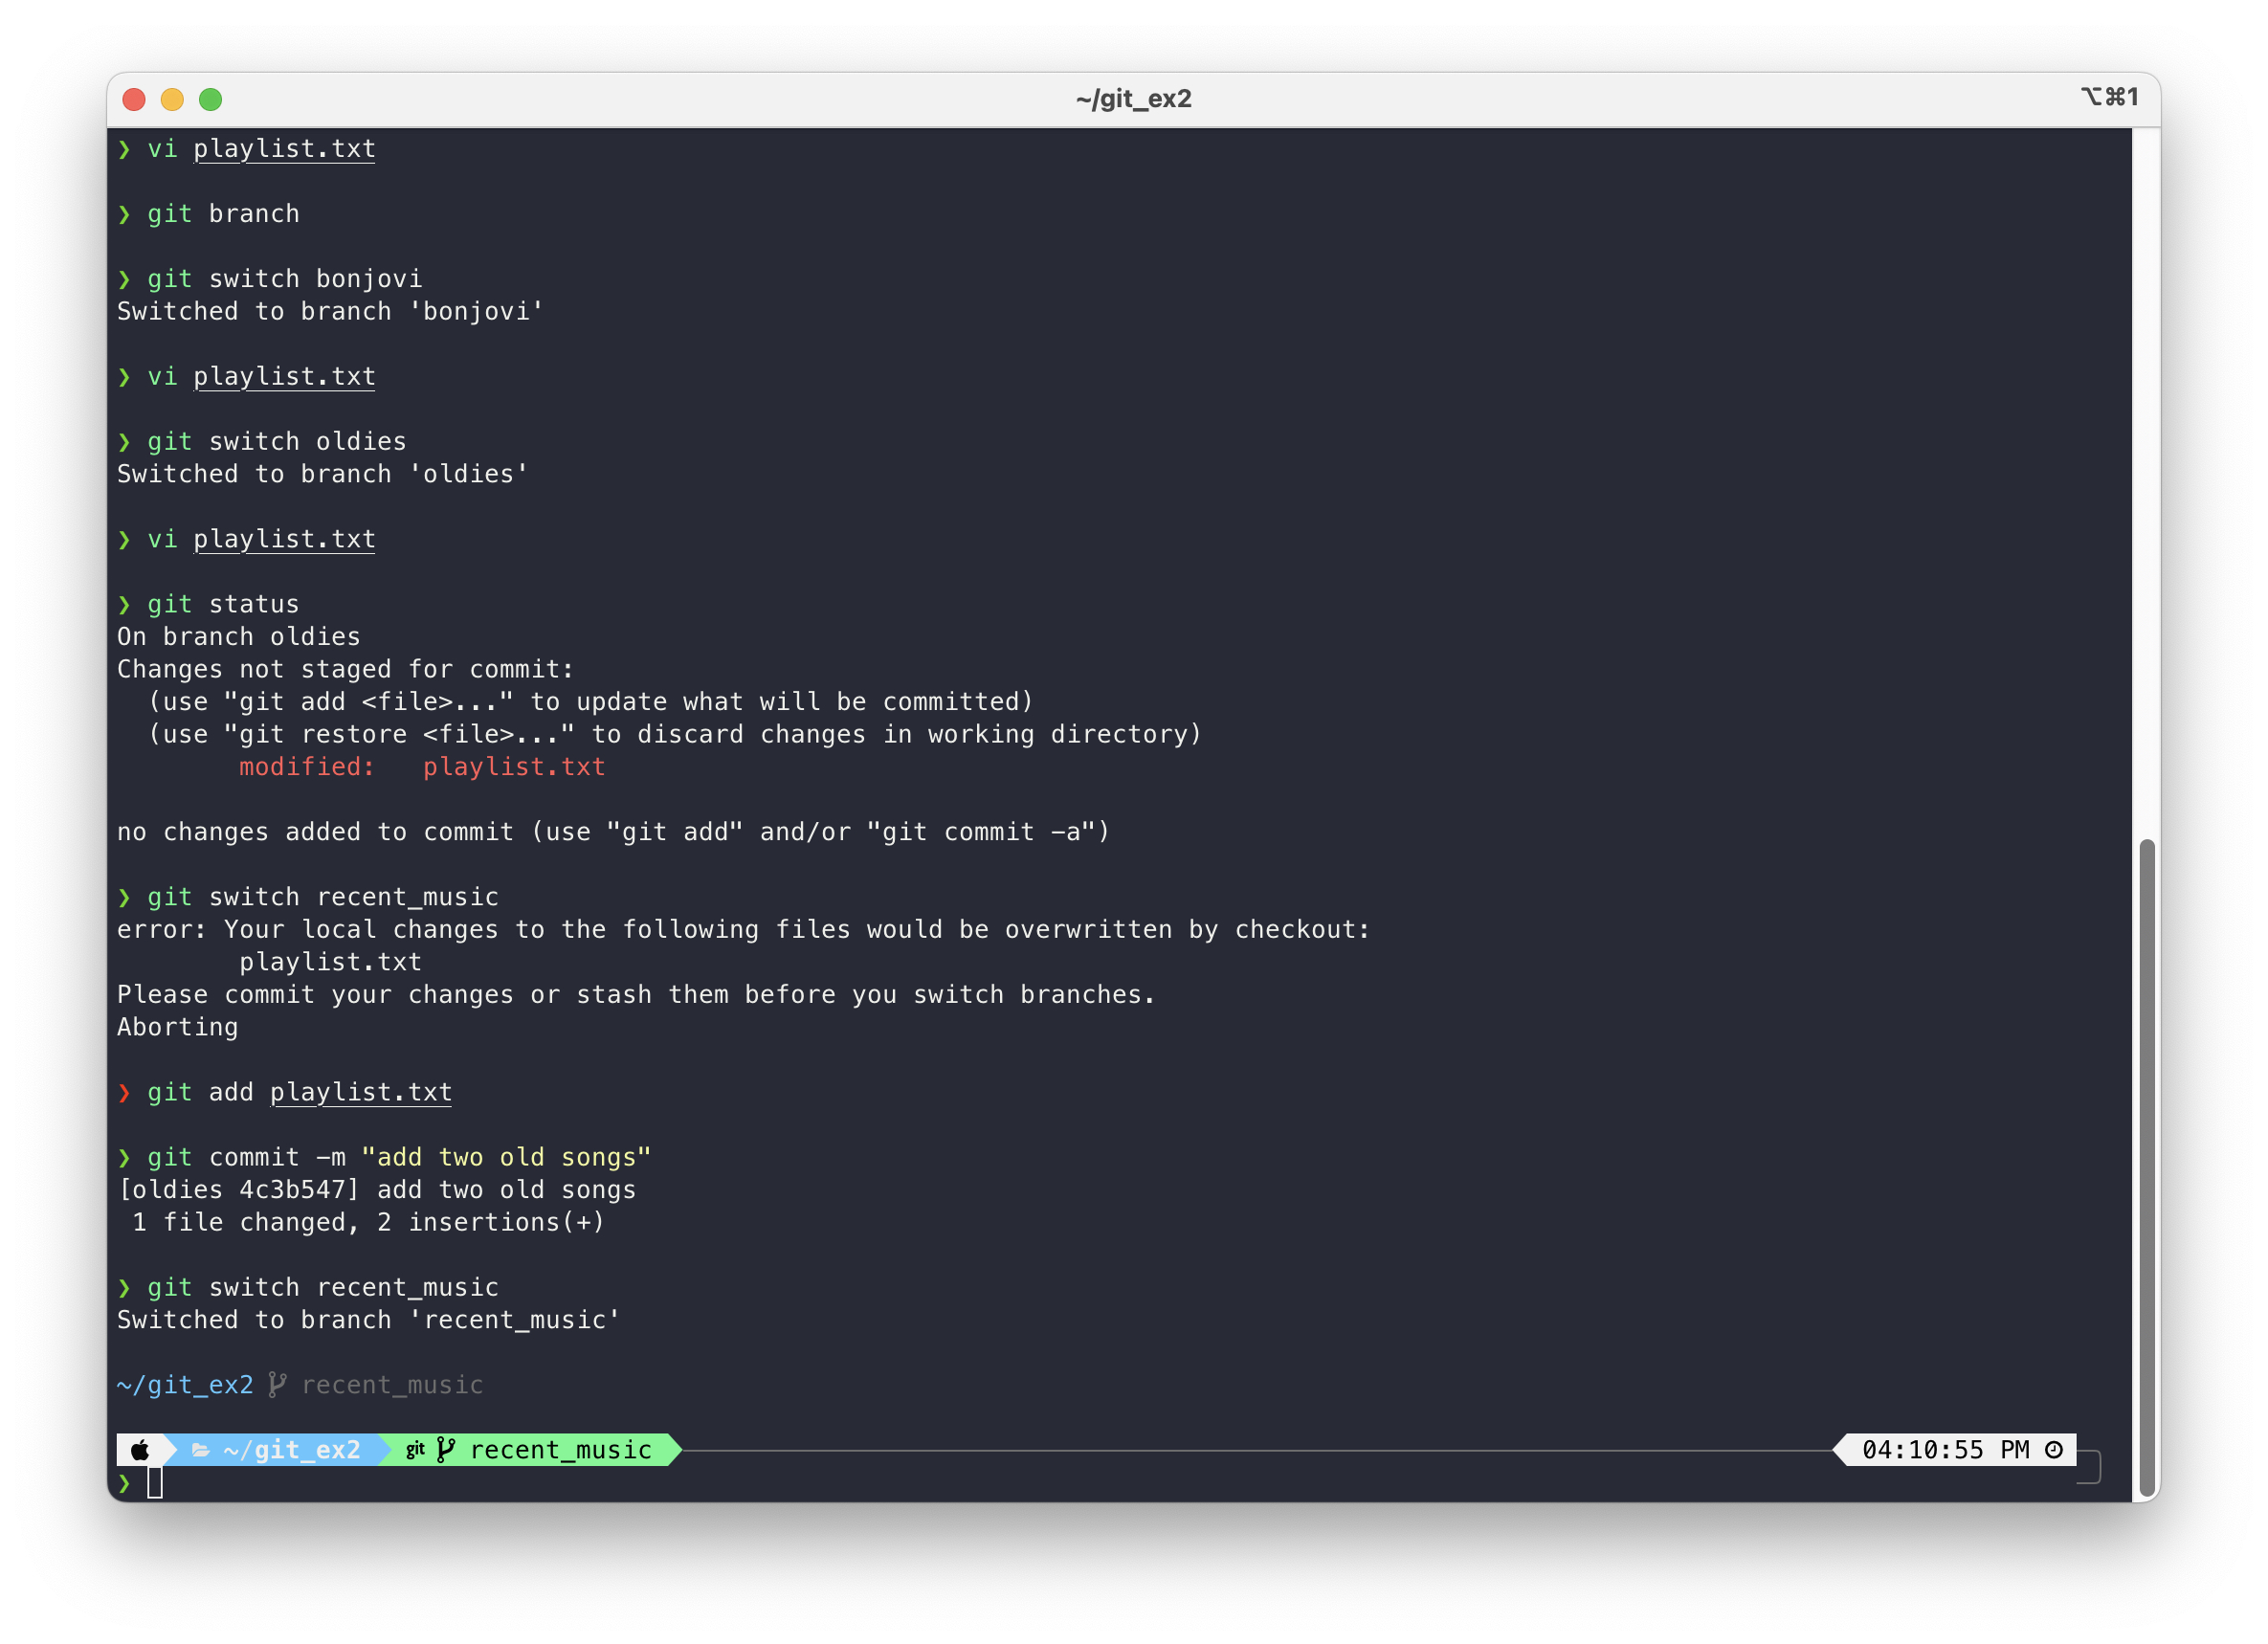 ~/git_ex2
⌥⌘1
❯ vi playlist.txt
❯ git branch
❯ git switch bonjovi
Switched to branch 'bonjovi'
❯ vi playlist.txt
❯ git switch oldies
Switched to branch 'oldies'
❯ vi playlist.txt
❯ git status
On branch oldies
Changes not staged for commit:
  (use "git add <file>..." to update what will be committed)
  (use "git restore <file>..." to discard changes in working directory)
        modified:   playlist.txt
no changes added to commit (use "git add" and/or "git commit -a")
❯ git switch recent_music
error: Your local changes to the following files would be overwritten by checkout:
        playlist.txt
Please commit your changes or stash them before you switch branches.
Aborting
❯ git add playlist.txt
❯ git commit -m "add two old songs"
[oldies 4c3b547] add two old songs
 1 file changed, 2 insertions(+)
❯ git switch recent_music
Switched to branch 'recent_music'
~/git_ex2 recent_music
~/git_ex2 git recent_music 04:10:55 PM
❯